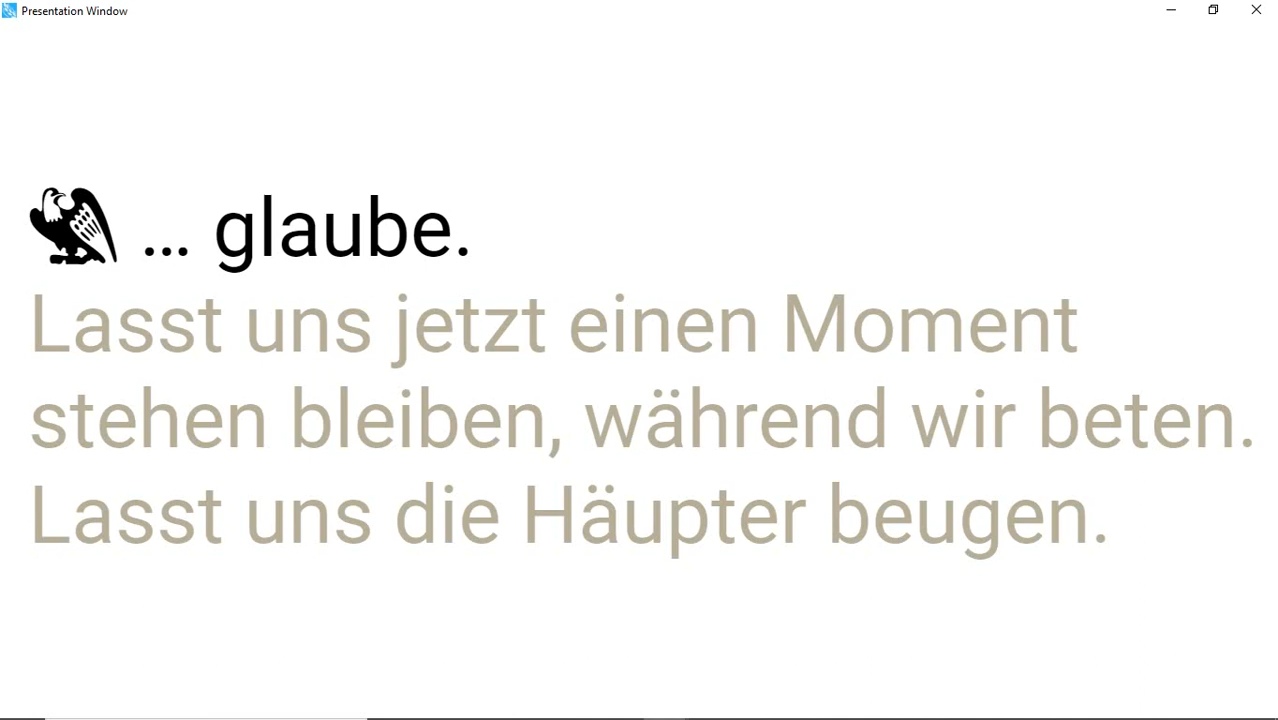 Presentation Window
... glaube.
Lasst uns jetzt einen Moment
stehen bleiben, während wir beten.
Lasst uns die Häupter beugen.